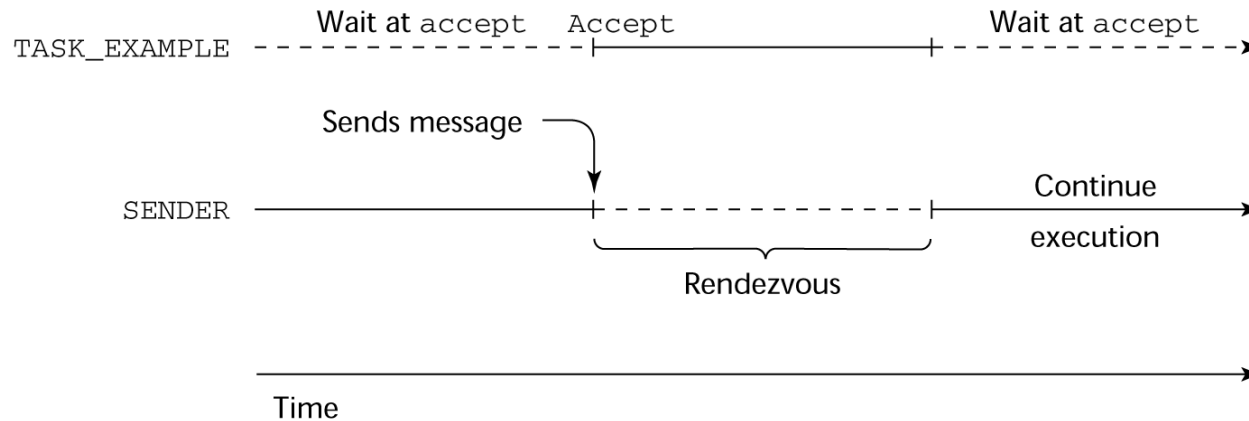 Wait at accept Accept Wait at accept
TASK_EXAMPLE
Sends message
SENDER
Continue
execution
Rendezvous
Time